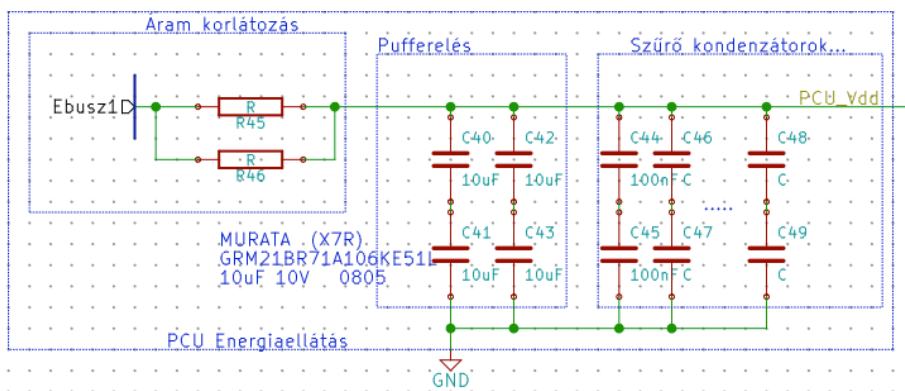 Áram korlátozás
Pufferelés
Szűrő kondenzátorok...
Ebusz1
R
R45
R
R46
PCU_Vdd
C40
10uF
C42
10uF
C44
100nF
C46
C
C48
C
.....
C41
10uF
C43
10uF
C45
100nF
C47
C
C49
C
MURATA (X7R)
GRM21BR71A106KE51L
10uF 10V 0805
PCU Energiaellátás
GND